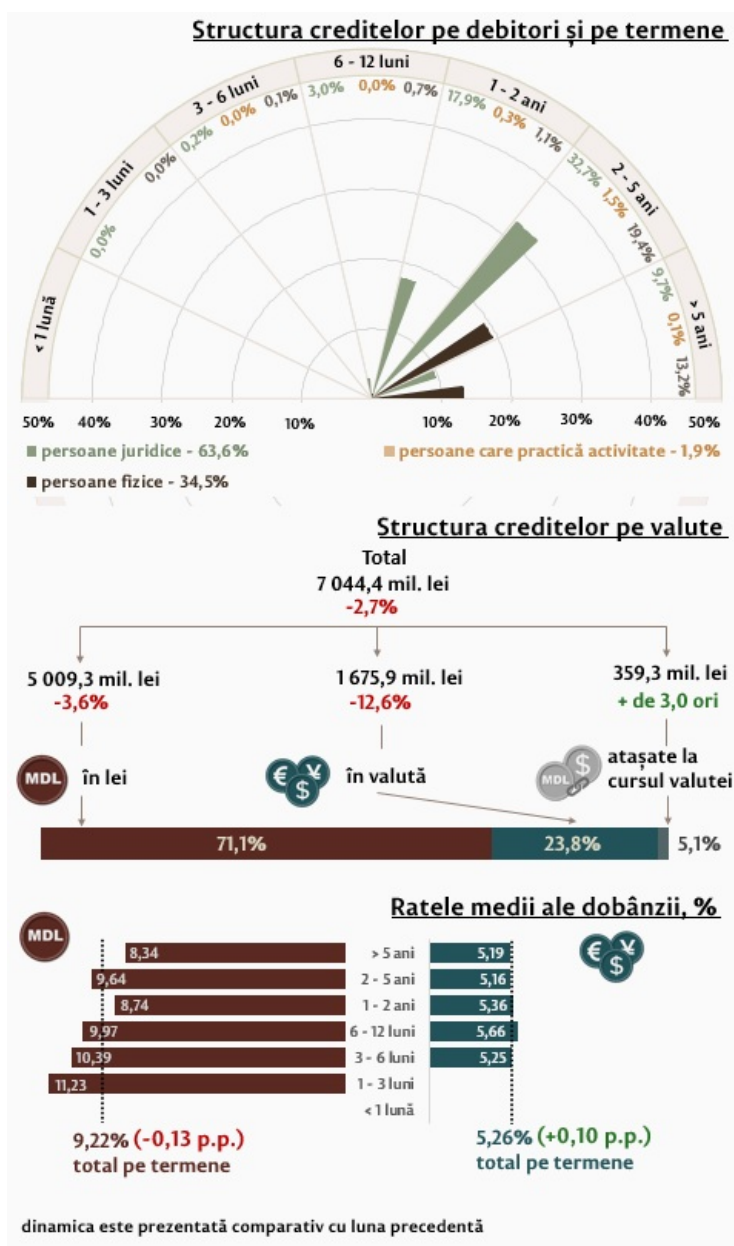 Structura creditelor pe debitori și pe termene
< 1 lună
1 - 3 luni
3 - 6 luni
6 - 12 luni
1 - 2 ani
2 - 5 ani
> 5 ani
0,0%
0,0%
0,2%
0,0%
0,1%
3,0%
0,0%
0,7%
17,9%
0,3%
1,1%
32,7%
1,5%
19,4%
9,7%
0,1%
13,2%
50% 40% 30% 20% 10% 10% 20% 30% 40% 50%
persoane juridice - 63,6%
persoane care practică activitate - 1,9%
persoane fizice - 34,5%
Structura creditelor pe valute
Total
7 044,4 mil. lei
-2,7%
5 009,3 mil. lei
-3,6%
1 675,9 mil. lei
-12,6%
359,3 mil. lei
+ de 3,0 ori
MDL
în lei
€ ¥ $
în valută
MDL $
atașate la
cursul valutei
71,1% 23,8% 5,1%
Ratele medii ale dobânzii, %
MDL
€ ¥ $
8,34 > 5 ani 5,19
9,64 2 - 5 ani 5,16
8,74 1 - 2 ani 5,36
9,97 6 - 12 luni 5,66
10,39 3 - 6 luni 5,25
11,23 1 - 3 luni
< 1 lună
9,22% (-0,13 p.p.)
total pe termene
5,26% (+0,10 p.p.)
total pe termene
dinamica este prezentată comparativ cu luna precedentă